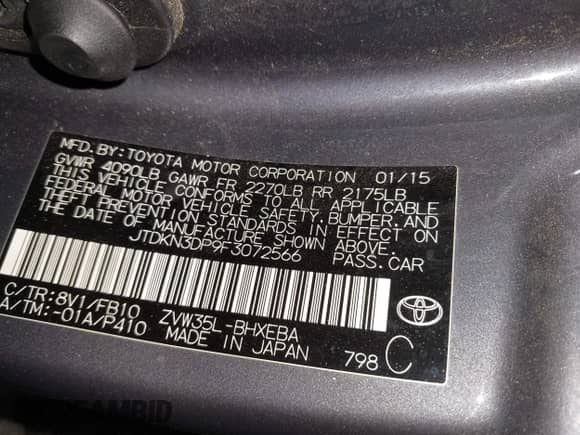 MFD. BY: TOYOTA MOTOR CORPORATION 01/15
GVWR 4090LB GAWR FR 2270LB RR 2175LB
THIS VEHICLE CONFORMS TO ALL APPLICABLE
FEDERAL MOTOR VEHICLE SAFETY, BUMPER, AND
THEFT PREVENTION STANDARDS IN EFFECT ON
THE DATE OF MANUFACTURE SHOWN ABOVE.
JTDKN3DP9F3072566 PASS. CAR
C/TR: 8V1/FB10 ZVW35L-BHXEBA
A/TM: -01A/P410 MADE IN JAPAN 798 C